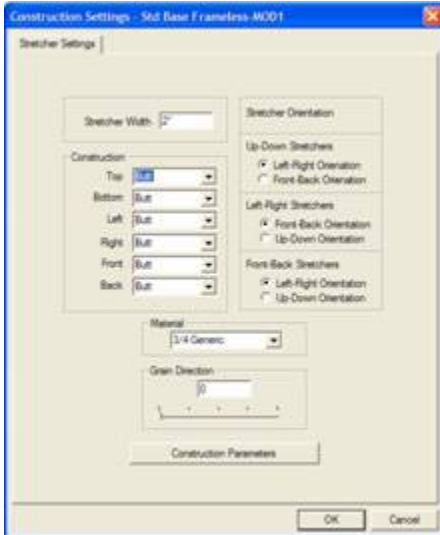 Construction Settings - Std Base Frameless-MOD1
Stretcher Settings
Stretcher Width 2"
Stretcher Orientation
Construction
Top Butt
Bottom Butt
Left Butt
Right Butt
Front Butt
Back Butt
Up-Down Stretchers
Left-Right Orientation
Front-Back Orientation
Left-Right Stretchers
Front-Back Orientation
Up-Down Orientation
Front-Back Stretchers
Left-Right Orientation
Up-Down Orientation
Material
3/4 Generic
Grain Direction
0
Construction Parameters
OK Cancel